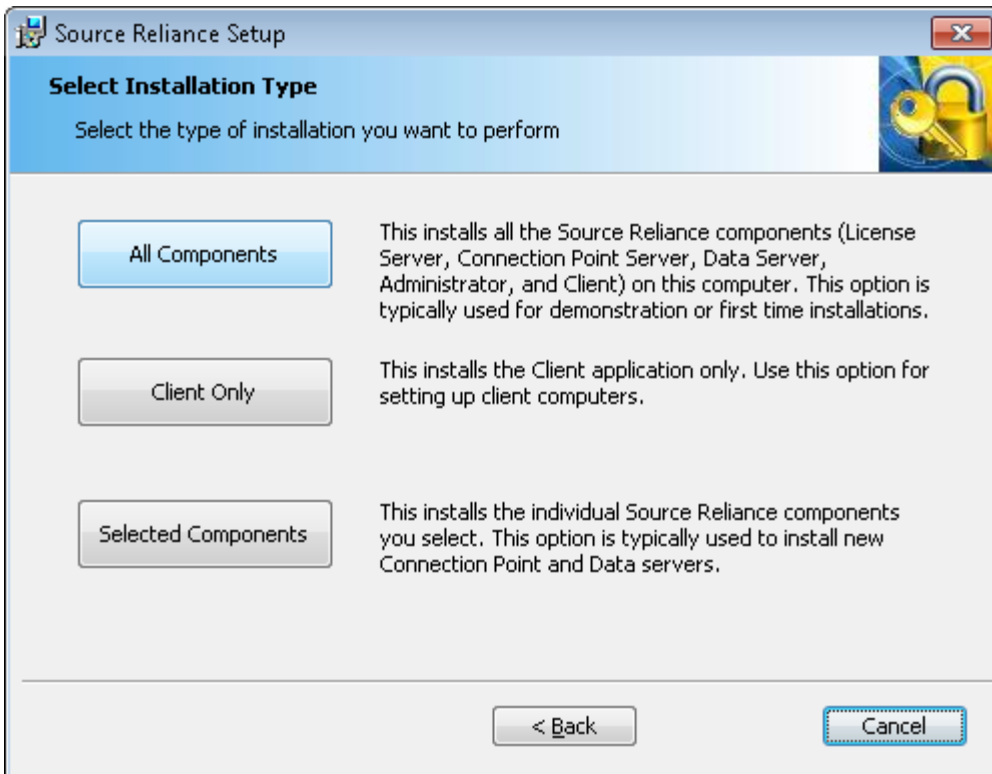 Source Reliance Setup
Select Installation Type
Select the type of installation you want to perform
All Components
This installs all the Source Reliance components (License
Server, Connection Point Server, Data Server,
Administrator, and Client) on this computer. This option is
typically used for demonstration or first time installations.
Client Only
This installs the Client application only. Use this option for
setting up client computers.
Selected Components
This installs the individual Source Reliance components
you select. This option is typically used to install new
Connection Point and Data servers.
< Back
Cancel